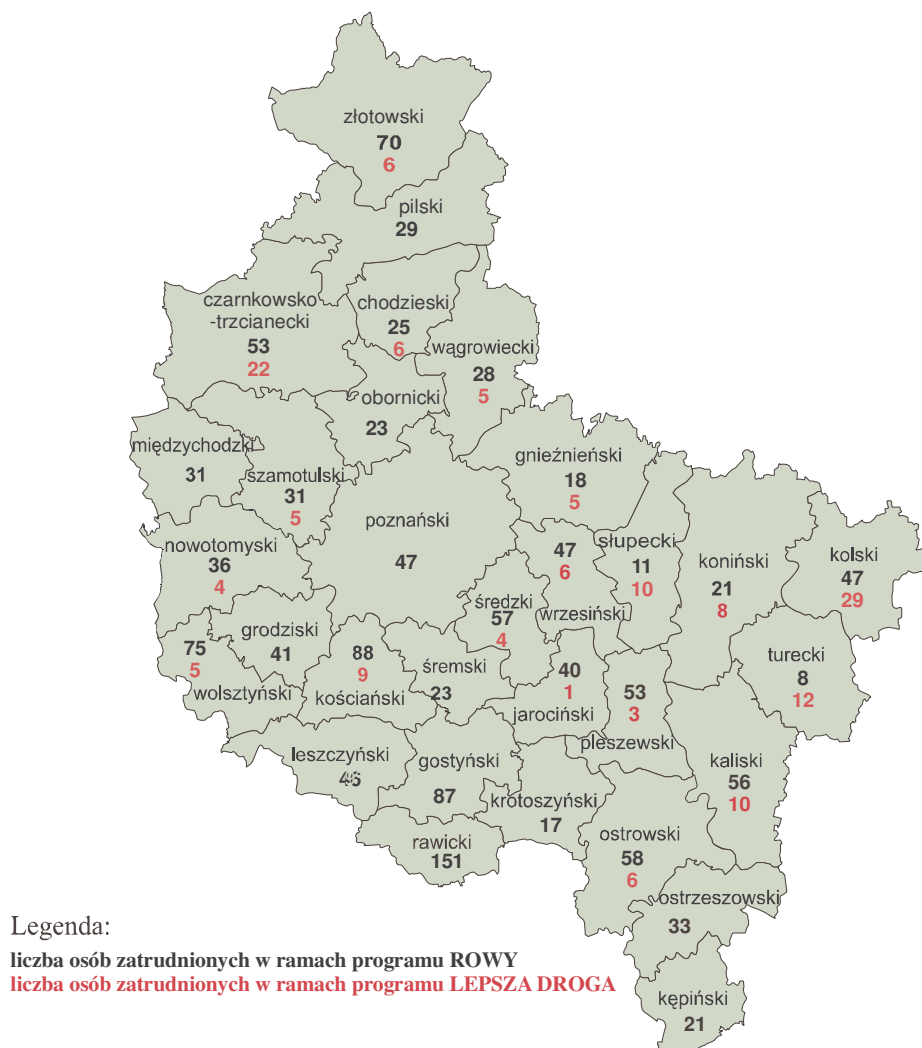 złotowski
70
6
pilski
29
czarnkowsko
-trzcianecki
53
22
chodzieski
25
6
wągrowiecki
28
5
obornicki
23
międzychodzki
31
szamotulski
31
5
gnieźnieński
18
5
poznański
47
nowotomyski
36
4
47
6
wrzesiński
słupecki
11
10
koniński
21
8
kolski
47
29
średzki
57
4
grodziski
41
75
5
wolsztyński
88
9
kościański
śremski
23
40
1
jarociński
53
3
pleszewski
turecki
8
12
leszczyński
46
gostyński
87
krotoszyński
17
kaliski
56
10
rawicki
151
ostrowski
58
6
ostrzeszowski
33
kępiński
21
Legenda:
liczba osób zatrudnionych w ramach programu ROWY
liczba osób zatrudnionych w ramach programu LEPSZA DROGA